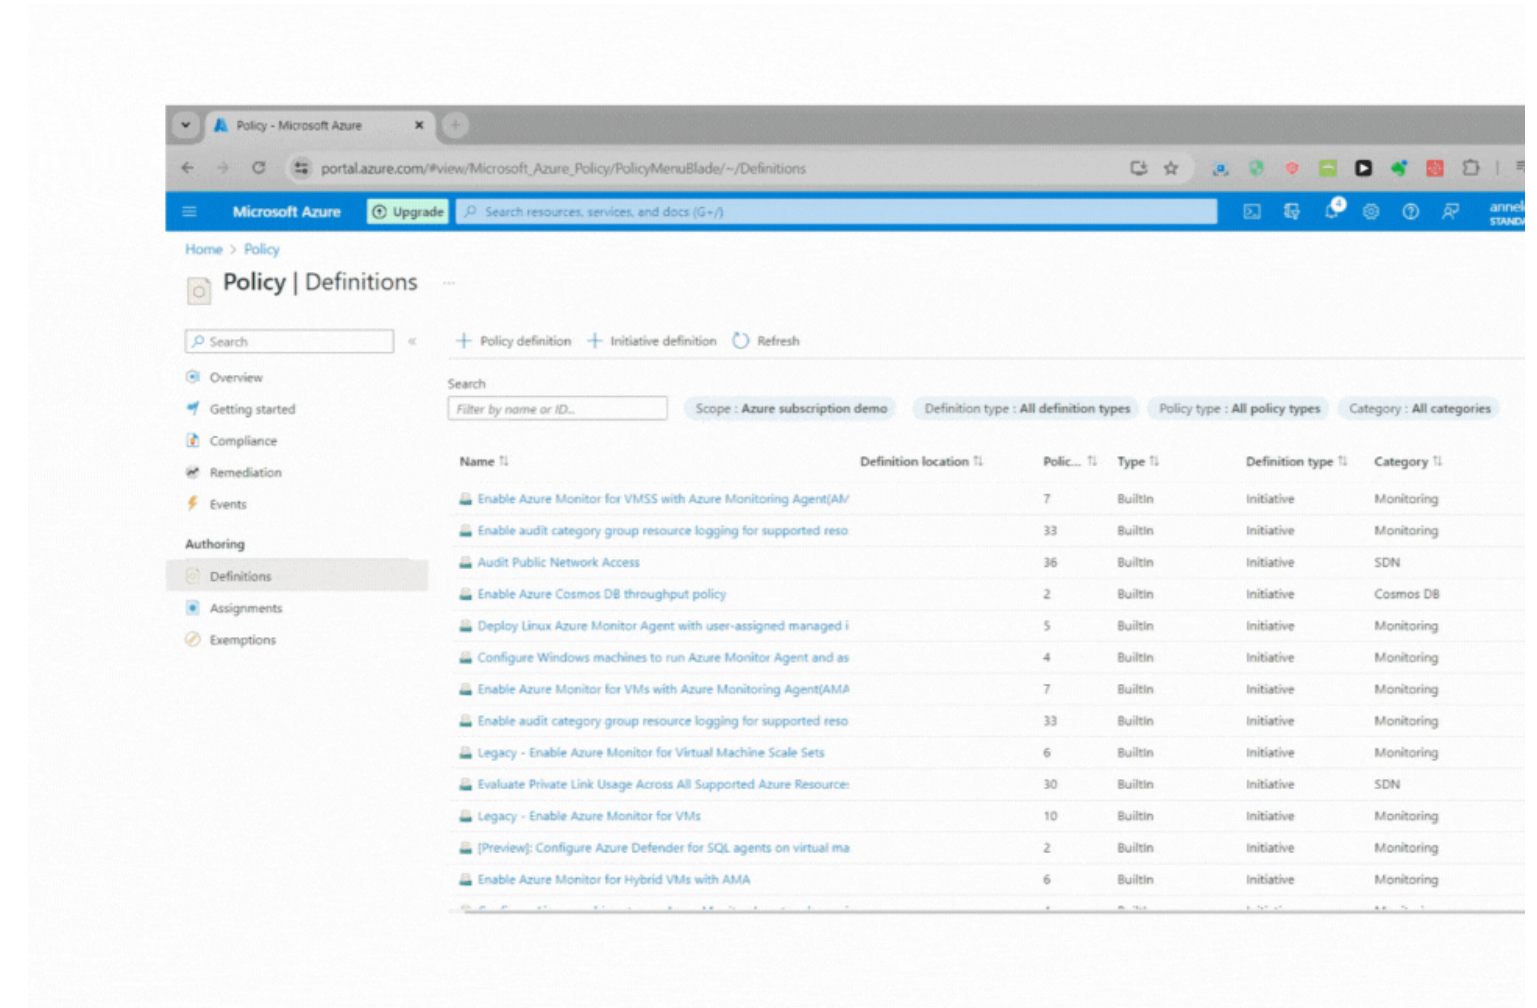 Policy - Microsoft Azure
portal.azure.com/#view/Microsoft_Azure_Policy/PolicyMenuBlade/~/Definitions
Microsoft Azure Upgrade Search resources, services, and docs (G+/) 4 annek
STANDA
Home > Policy
Policy | Definitions ...
Search « + Policy definition + Initiative definition Refresh
Overview
Getting started
Compliance
Remediation
Events
Authoring
Definitions
Assignments
Exemptions
Search
Filter by name or ID... Scope : Azure subscription demo Definition type : All definition types Policy type : All policy types Category : All categories
Name Definition location Polic... Type Definition type Category
Enable Azure Monitor for VMSS with Azure Monitoring Agent(AM 7 BuiltIn Initiative Monitoring
Enable audit category group resource logging for supported reso 33 BuiltIn Initiative Monitoring
Audit Public Network Access 36 BuiltIn Initiative SDN
Enable Azure Cosmos DB throughput policy 2 BuiltIn Initiative Cosmos DB
Deploy Linux Azure Monitor Agent with user-assigned managed i 5 BuiltIn Initiative Monitoring
Configure Windows machines to run Azure Monitor Agent and as 4 BuiltIn Initiative Monitoring
Enable Azure Monitor for VMs with Azure Monitoring Agent(AMA 7 BuiltIn Initiative Monitoring
Enable audit category group resource logging for supported reso 33 BuiltIn Initiative Monitoring
Legacy - Enable Azure Monitor for Virtual Machine Scale Sets 6 BuiltIn Initiative Monitoring
Evaluate Private Link Usage Across All Supported Azure Resources 30 BuiltIn Initiative SDN
Legacy - Enable Azure Monitor for VMs 10 BuiltIn Initiative Monitoring
[Preview]: Configure Azure Defender for SQL agents on virtual ma 2 BuiltIn Initiative Monitoring
Enable Azure Monitor for Hybrid VMs with AMA 6 BuiltIn Initiative Monitoring